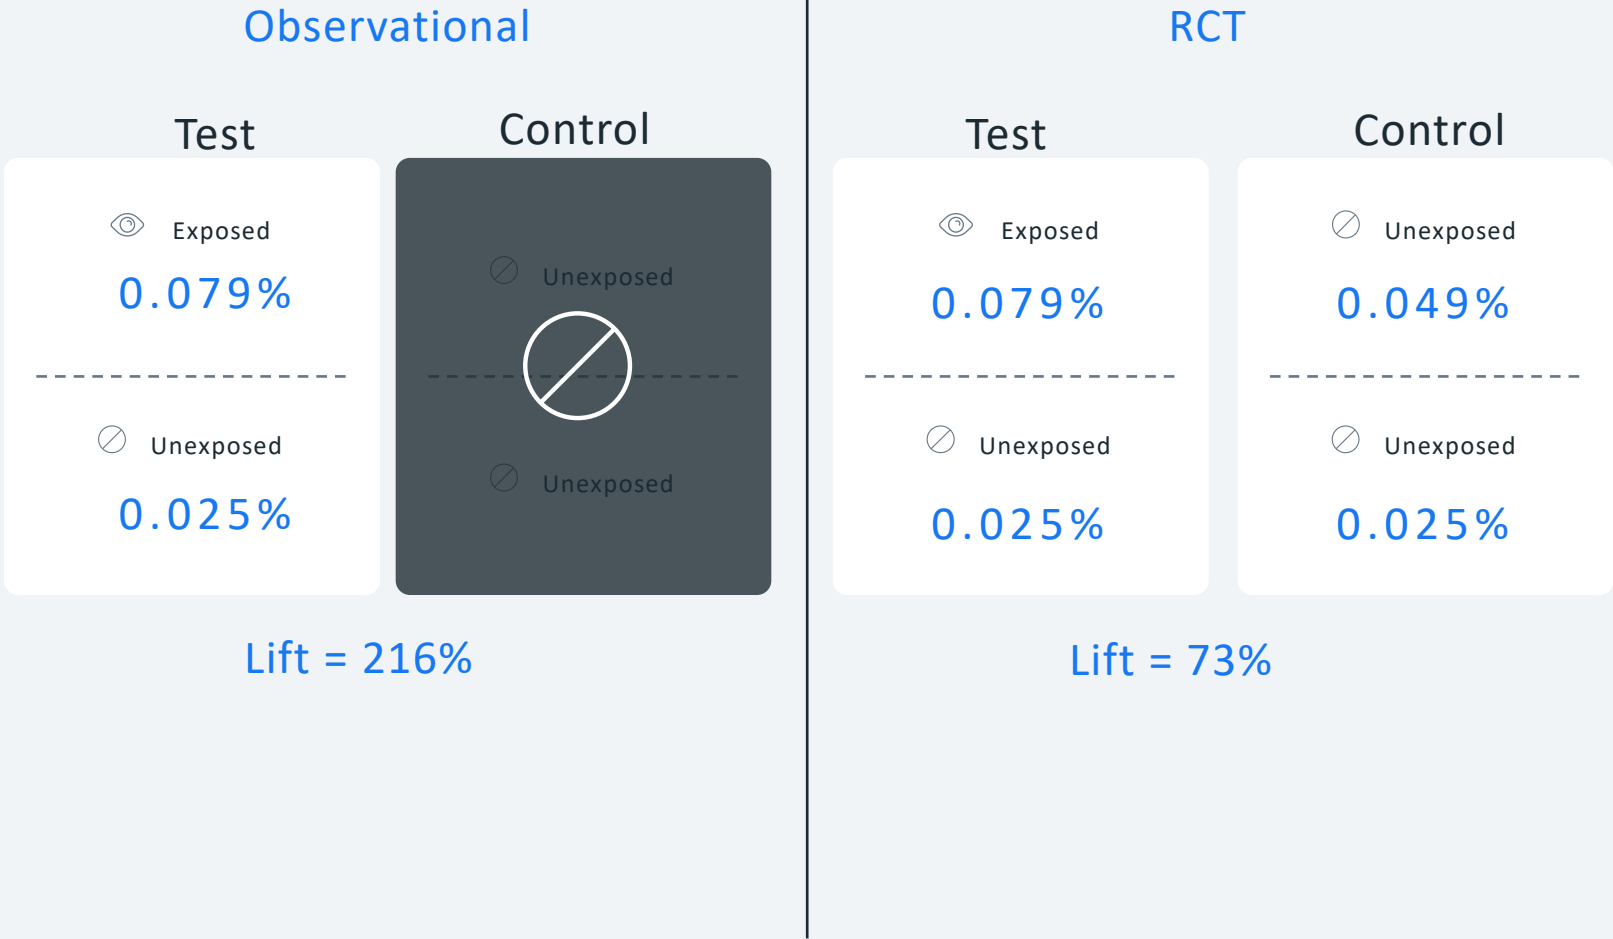 Observational
Test
Control
Exposed
0.079%
Unexposed
0.025%
Unexposed
Unexposed
Lift = 216%
RCT
Test
Control
Exposed
0.079%
Unexposed
0.025%
Unexposed
0.049%
Unexposed
0.025%
Lift = 73%